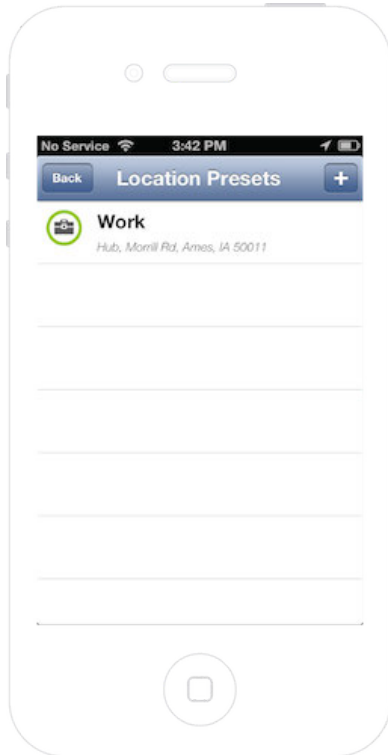 No Service 3:42 PM
Back Location Presets +
Work
Hub, Morrill Rd, Ames, IA 50011